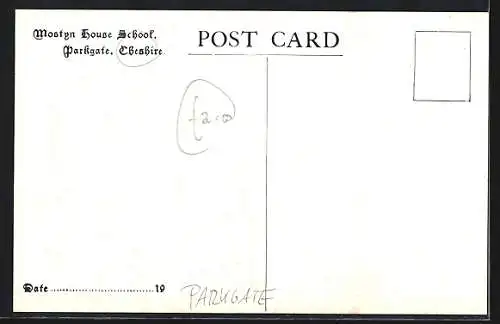 Mostyn House School,
Parkgate, Cheshire
POST CARD
£2.00
Date ................................ 19
PARKGATE